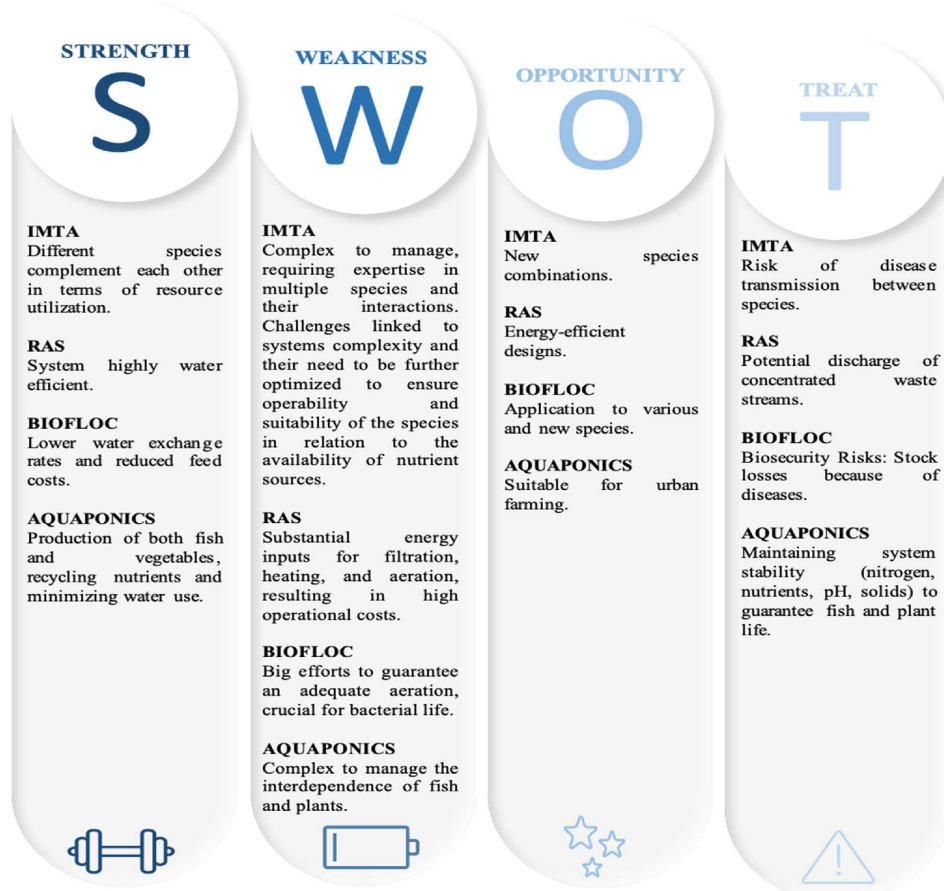 STRENGTH
S
IMTA
Different species
complement each other
in terms of resource
utilization.
RAS
System highly water
efficient.
BIOFLOC
Lower water exchange
rates and reduced feed
costs.
AQUAPONICS
Production of both fish
and vegetables,
recycling nutrients and
minimizing water use.
WEAKNESS
W
IMTA
Complex to manage,
requiring expertise in
multiple species and
their interactions.
Challenges linked to
systems complexity and
their need to be further
optimized to ensure
operability and
suitability of the species
in relation to the
availability of nutrient
sources.
RAS
Substantial energy
inputs for filtration,
heating, and aeration,
resulting in high
operational costs.
BIOFLOC
Big efforts to guarantee
an adequate aeration,
crucial for bacterial life.
AQUAPONICS
Complex to manage the
interdependence of fish
and plants.
OPPORTUNITY
O
IMTA
New species
combinations.
RAS
Energy-efficient
designs.
BIOFLOC
Application to various
and new species.
AQUAPONICS
Suitable for urban
farming.
TREAT
T
IMTA
Risk of disease
transmission between
species.
RAS
Potential discharge of
concentrated waste
streams.
BIOFLOC
Biosecurity Risks: Stock
losses because of
diseases.
AQUAPONICS
Maintaining system
stability (nitrogen,
nutrients, pH, solids) to
guarantee fish and plant
life.